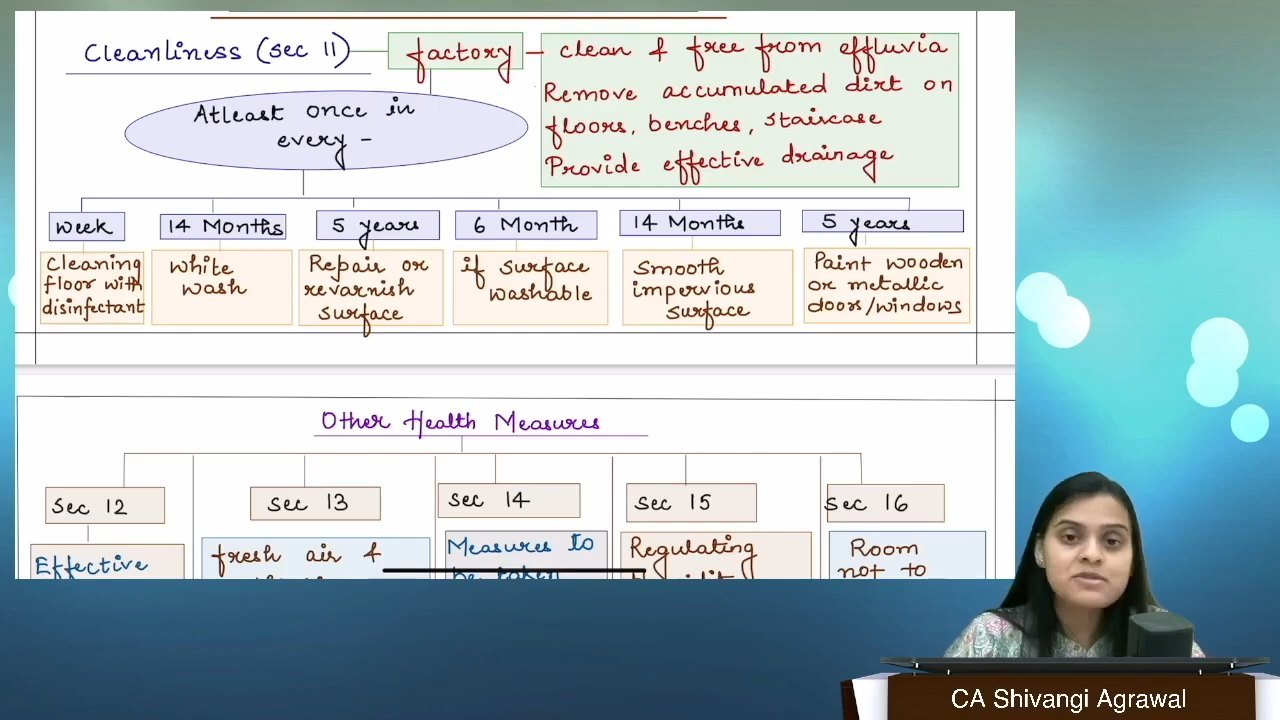 Cleanliness (sec 11)
factory
clean & free from effluvia
Remove accumulated dirt on
floors, benches, staircase
Provide effective drainage
Atleast once in
every -
week
Cleaning
floor with
disinfectant
14 Months
white
wash
5 years
Repair or
revarnish
surface
6 Month
if surface
washable
14 Months
Smooth
impervious
surface
5 years
Paint wooden
or metallic
doors/windows
Other Health Measures
Sec 12
Effective
Sec 13
fresh air &
Sec 14
Measures to
be taken
Sec 15
Regulating
Sec 16
Room
not to
CA Shivangi Agrawal